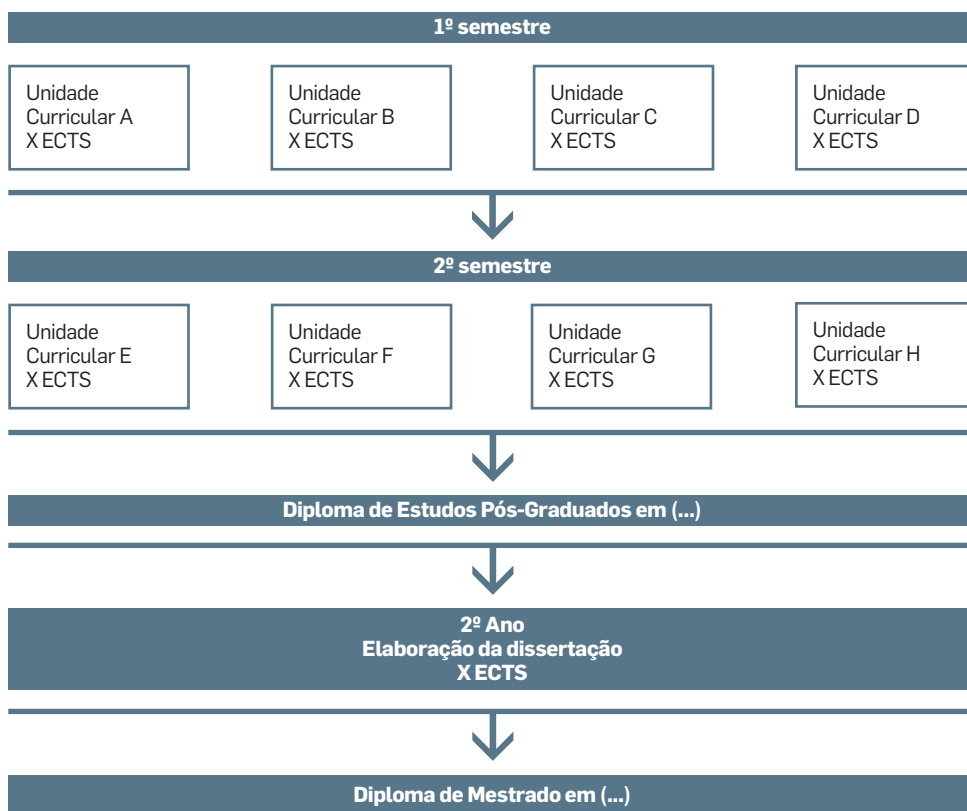 1º semestre
Unidade
Curricular A
X ECTS
Unidade
Curricular B
X ECTS
Unidade
Curricular C
X ECTS
Unidade
Curricular D
X ECTS
2º semestre
Unidade
Curricular E
X ECTS
Unidade
Curricular F
X ECTS
Unidade
Curricular G
X ECTS
Unidade
Curricular H
X ECTS
Diploma de Estudos Pós-Graduados em (...)
2º Ano
Elaboração da dissertação
X ECTS
Diploma de Mestrado em (...)